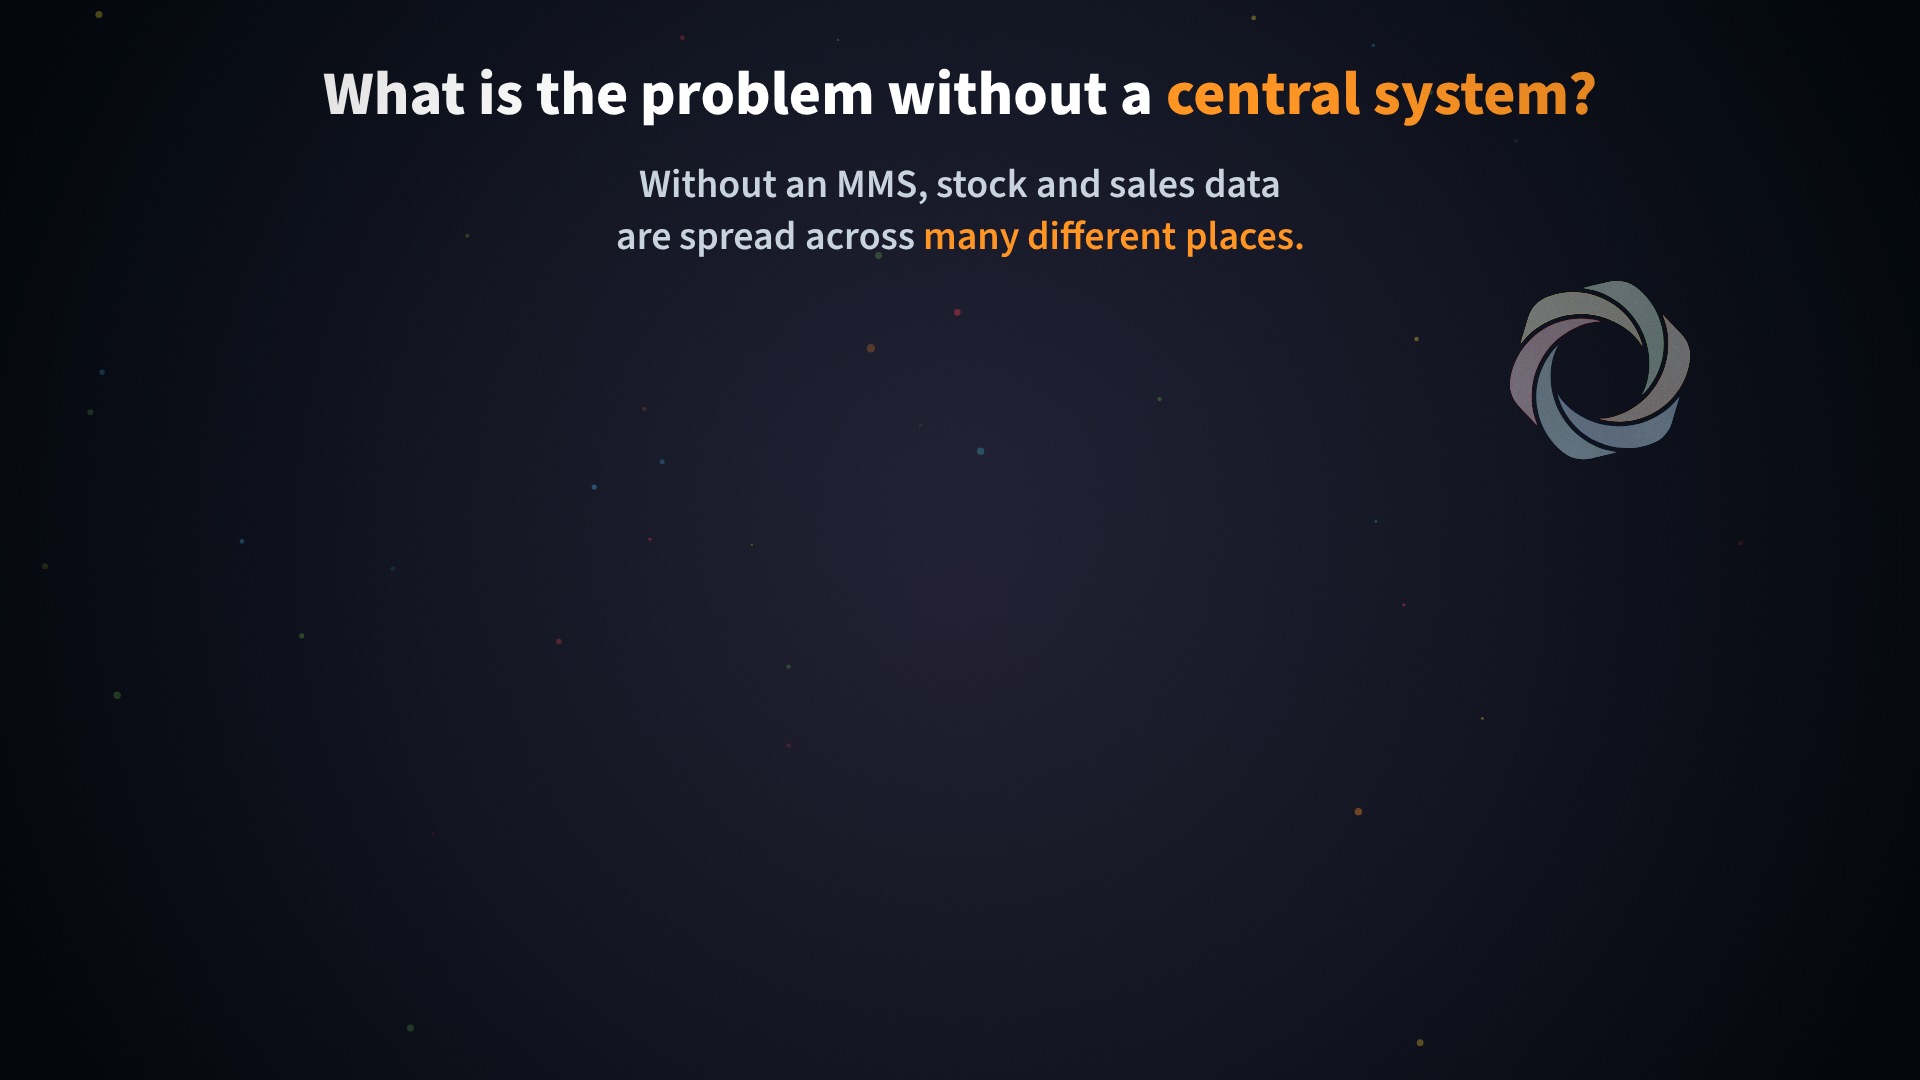 What is the problem without a central system?
Without an MMS, stock and sales data
are spread across many different places.